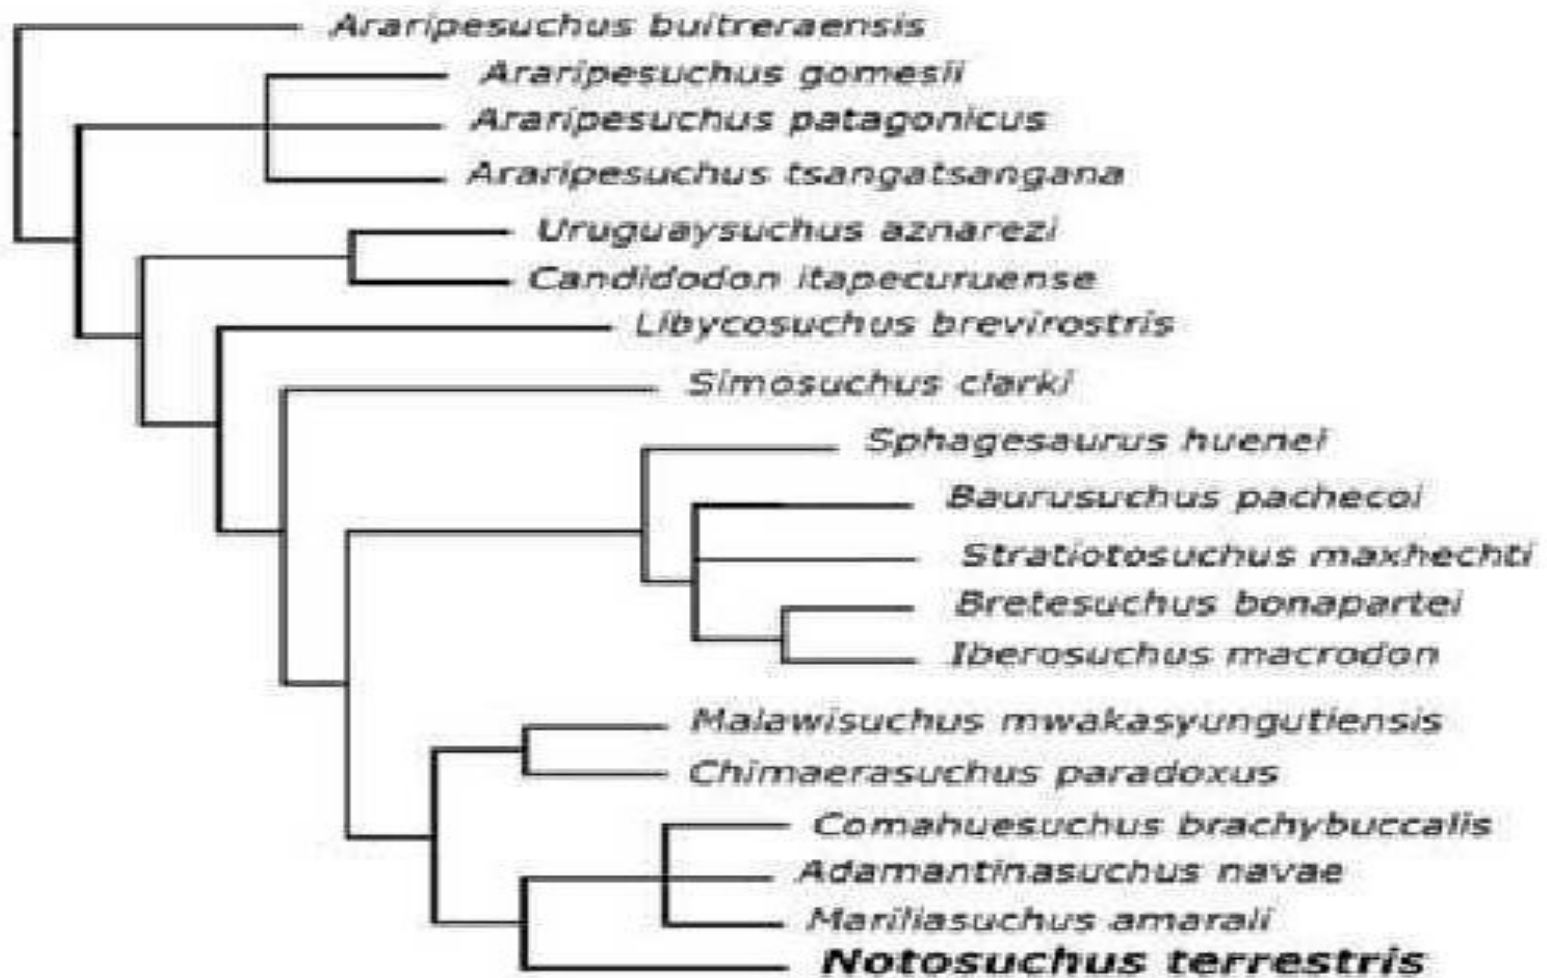 Araripesuchus buitreraensis
Araripesuchus gomesii
Araripesuchus patagonicus
Araripesuchus tsangatsangana
Uruguaysuchus aznarezi
Candidodon itapecuruense
Libycosuchus brevirostris
Simosuchus clarki
Sphagesaurus huenei
Baurusuchus pachecoi
Stratiotosuchus maxhechti
Bretesuchus bonapartei
Iberosuchus macrodon
Malawisuchus mwakasyungutiensis
Chimaerasuchus paradoxus
Comahuesuchus brachybuccalis
Adamantinasuchus navae
Mariliasuchus amarali
Notosuchus terrestris